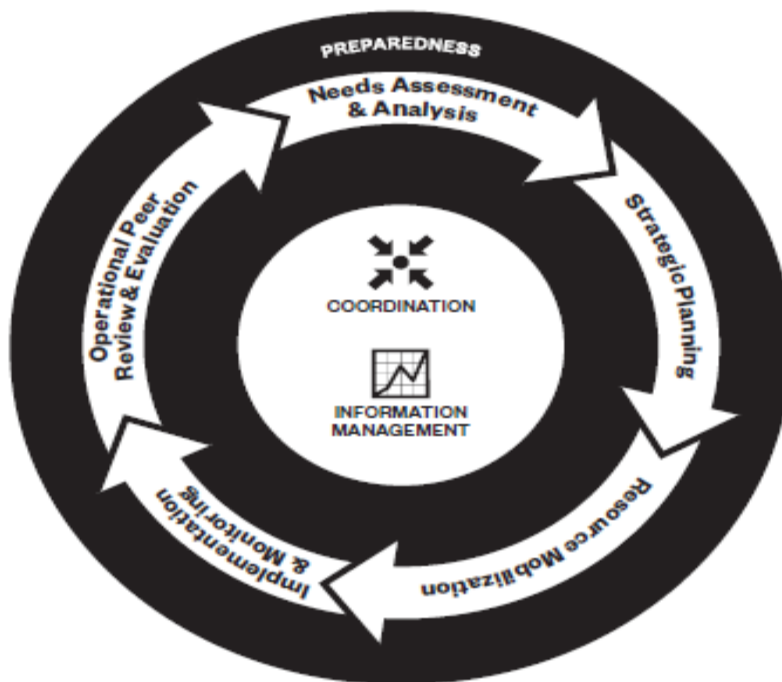 PREPAREDNESS
Needs Assessment
& Analysis
Strategic Planning
Resource Mobilization
Implementation
& Monitoring
Operational Peer
Review & Evaluation
COORDINATION
INFORMATION
MANAGEMENT